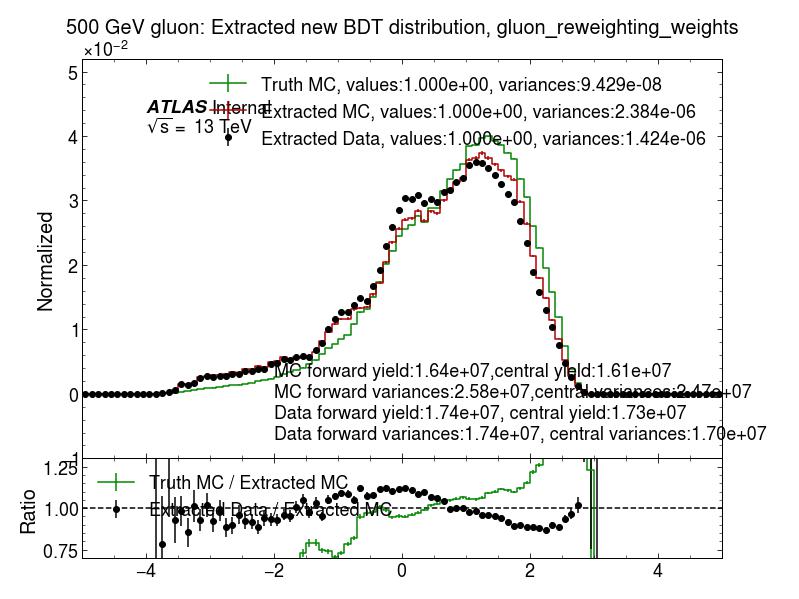 500 GeV gluon: Extracted new BDT distribution, gluon_reweighting_weights
×10⁻²
5
Truth MC, values:1.000e+00, variances:9.429e-08
ATLAS Internal
Extracted MC, values:1.000e+00, variances:2.384e-06
√s = 13 TeV
Extracted Data, values:1.000e+00, variances:1.424e-06
4
3
Normalized
2
1
MC forward yield:1.64e+07,central yield:1.61e+07
0
MC forward variances:2.58e+07,central variances:2.47e+07
Data forward yield:1.74e+07, central yield:1.73e+07
Data forward variances:1.74e+07, central variances:1.70e+07
1.25
Truth MC / Extracted MC
Ratio
1.00
Extracted Data / Extracted MC
0.75
−4 −2 0 2 4